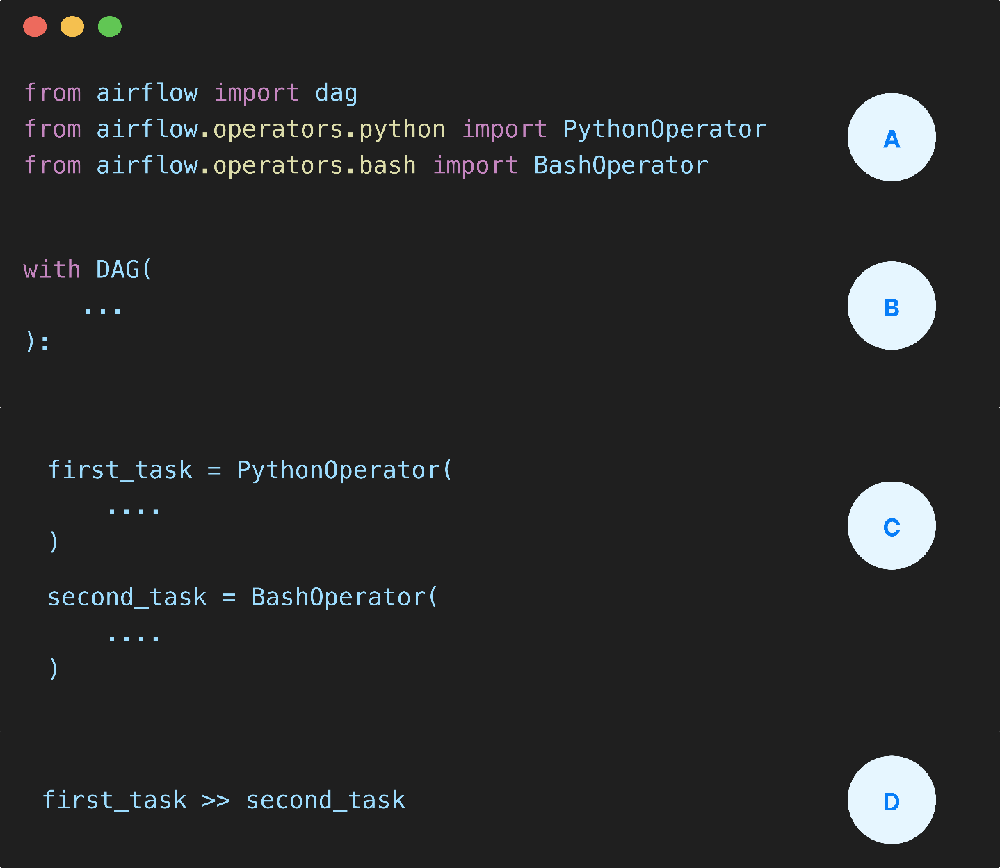 from airflow import dag
from airflow.operators.python import PythonOperator
from airflow.operators.bash import BashOperator
A
with DAG(
...
):
B
first_task = PythonOperator(
....
)
C
second_task = BashOperator(
....
)
first_task >> second_task
D